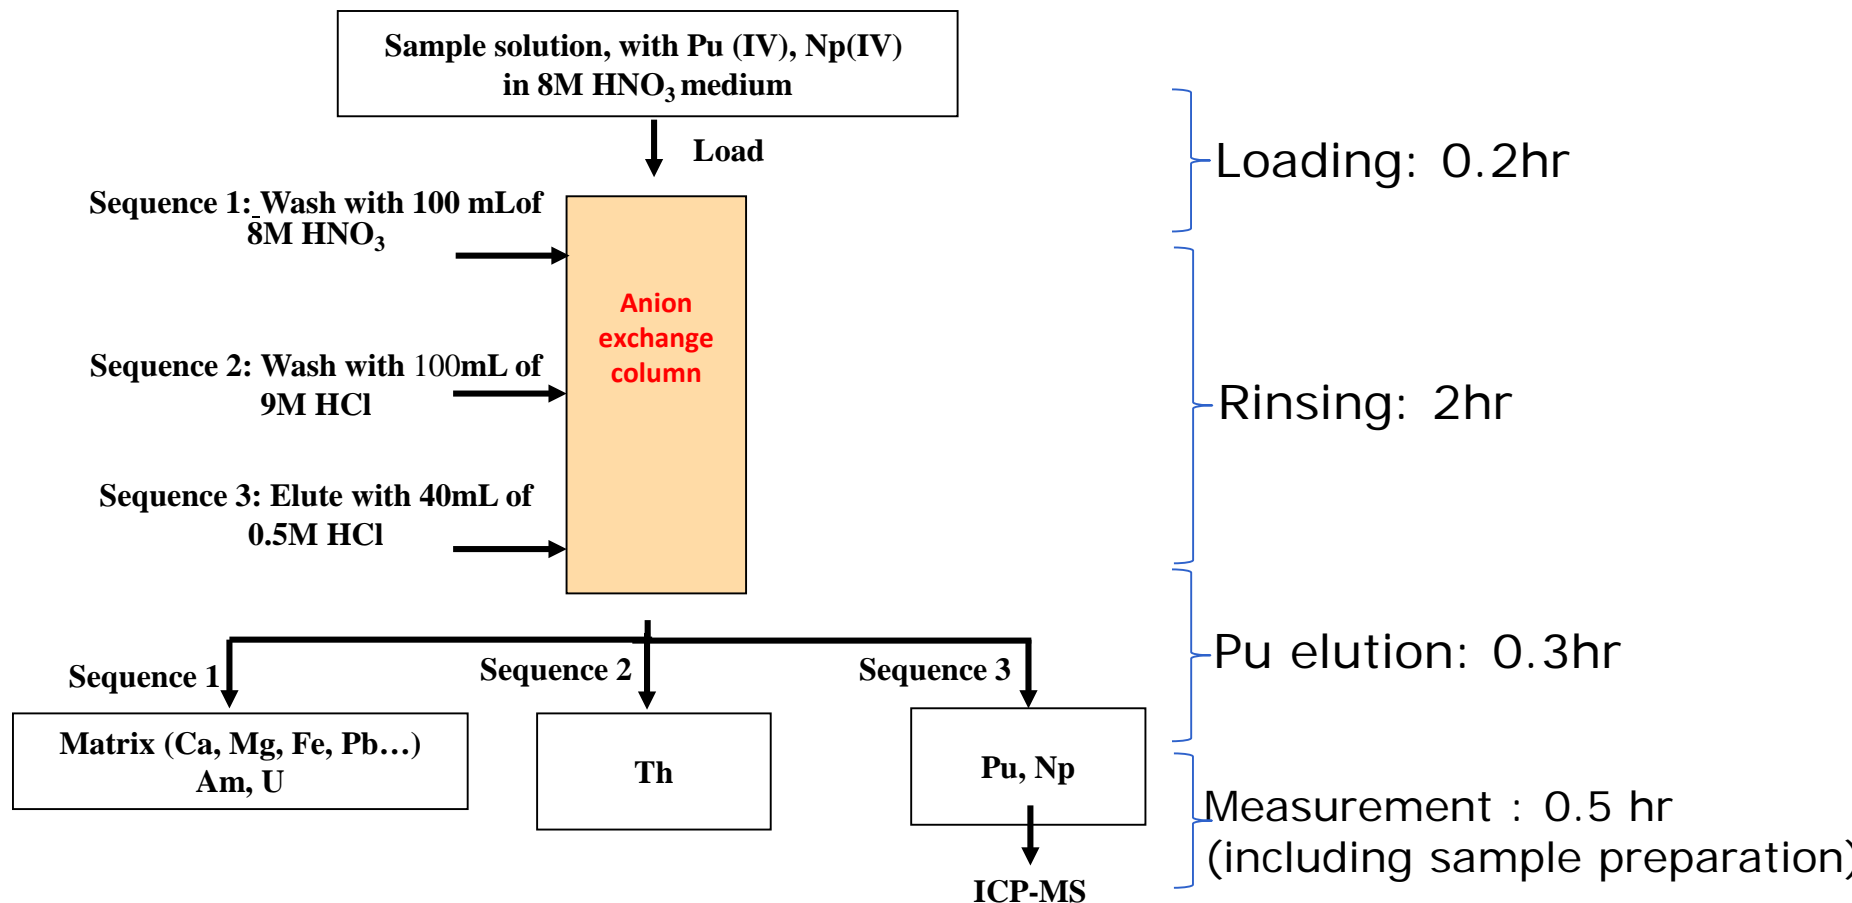 Sample solution, with Pu (IV), Np(IV)
in 8M HNO₃ medium
Load
Loading: 0.2hr
Sequence 1: Wash with 100 mLof
8M HNO₃
Anion
exchange
column
Sequence 2: Wash with 100mL of
9M HCl
Rinsing: 2hr
Sequence 3: Elute with 40mL of
0.5M HCl
Pu elution: 0.3hr
Sequence 1
Sequence 2
Sequence 3
Matrix (Ca, Mg, Fe, Pb…)
Am, U
Th
Pu, Np
Measurement : 0.5 hr
(including sample preparation)
ICP-MS